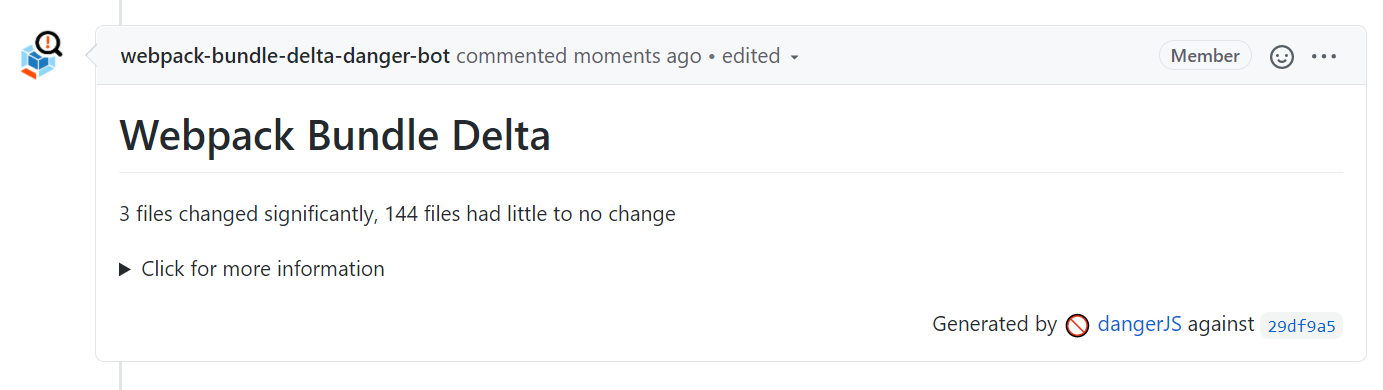 webpack-bundle-delta-danger-bot commented moments ago • edited Member
Webpack Bundle Delta
3 files changed significantly, 144 files had little to no change
Click for more information
Generated by dangerJS against 29df9a5